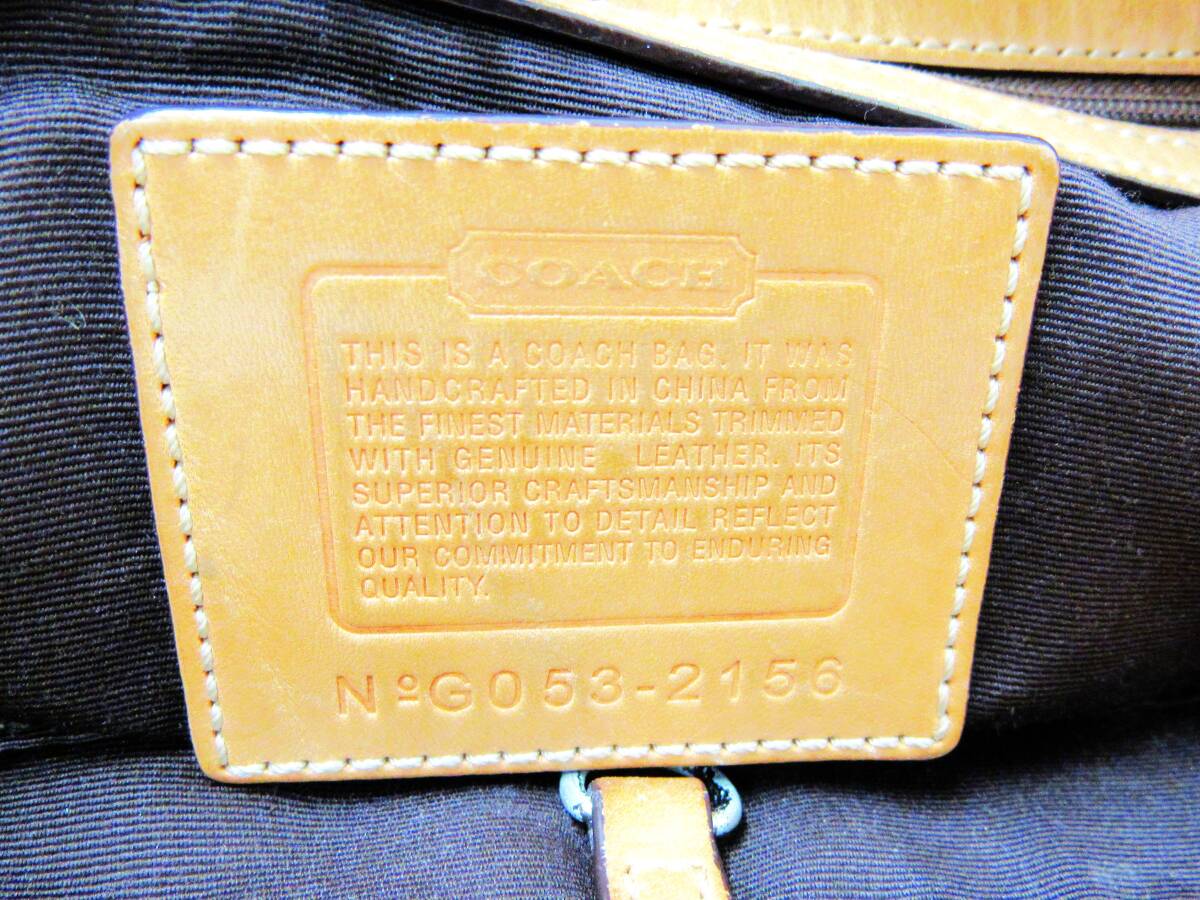 COACH
THIS IS A COACH BAG. IT WAS
HANDCRAFTED IN CHINA FROM
THE FINEST MATERIALS TRIMMED
WITH GENUINE LEATHER. ITS
SUPERIOR CRAFTSMANSHIP AND
ATTENTION TO DETAIL REFLECT
OUR COMMITMENT TO ENDURING
QUALITY.
NºG053-2156